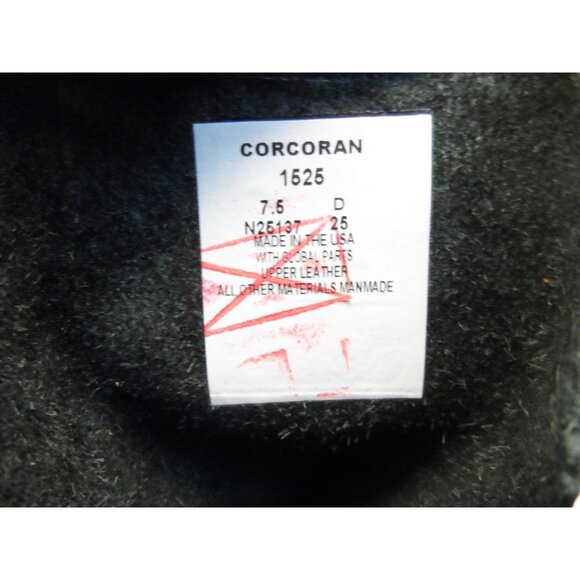 CORCORAN
1525
7.5 D
N25137 25
MADE IN THE USA
WITH GLOBAL PARTS
UPPER LEATHER
ALL OTHER MATERIALS MANMADE